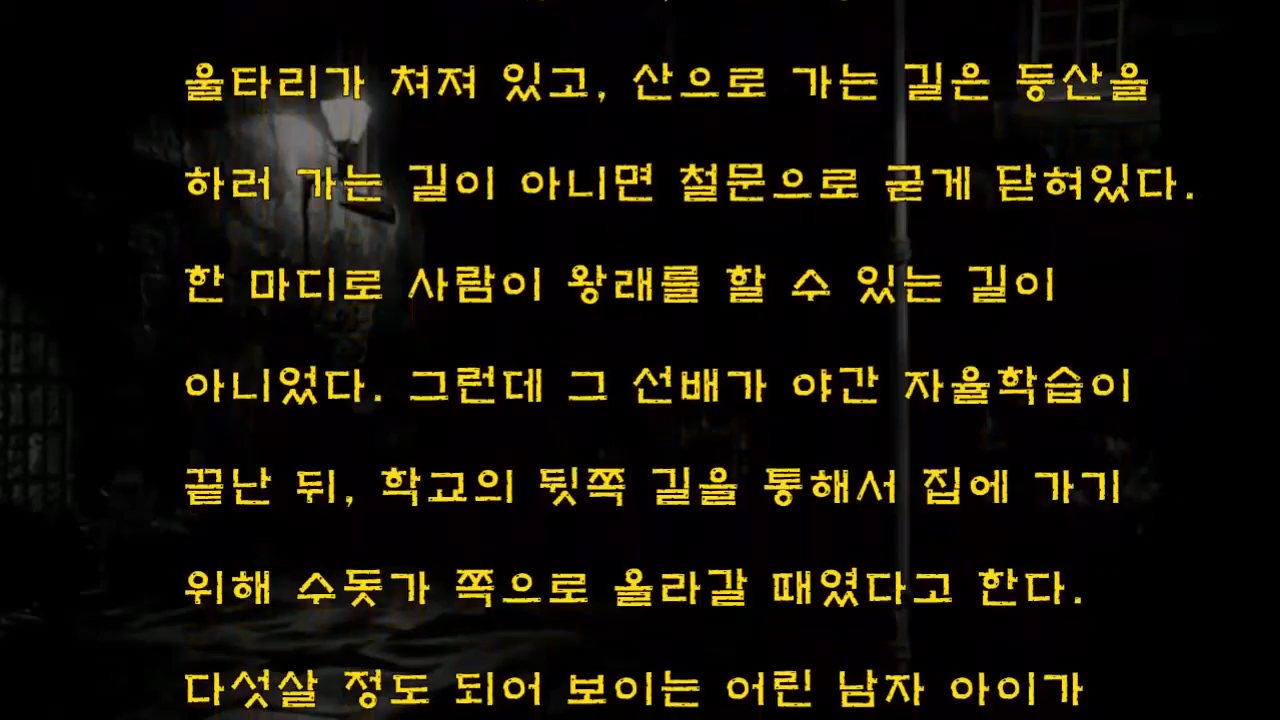 울타리가 쳐져 있고, 산으로 가는 길은 등산을
하러 가는 길이 아니면 철문으로 굳게 닫혀있다.
한 마디로 사람이 왕래를 할 수 있는 길이
아니었다. 그런데 그 선배가 야간 자율학습이
끝난 뒤, 학교의 뒷쪽 길을 통해서 집에 가기
위해 수돗가 쪽으로 올라갈 때였다고 한다.
다섯살 정도 되어 보이는 어린 남자 아이가